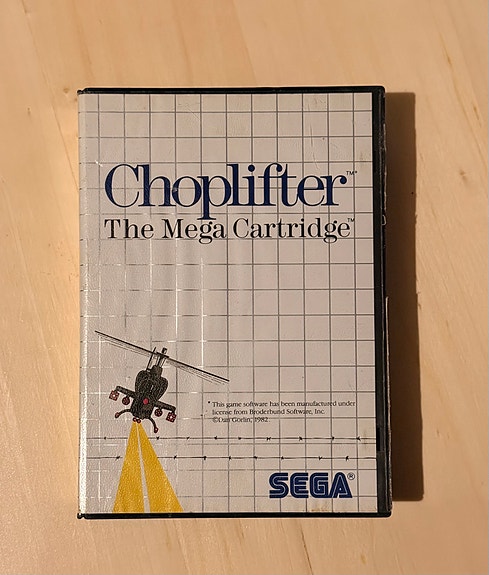 Choplifter™*
The Mega Cartridge™
* This game software has been manufactured under
license from Broderbund Software, Inc.
©Dan Gorlin, 1982.
SEGA®